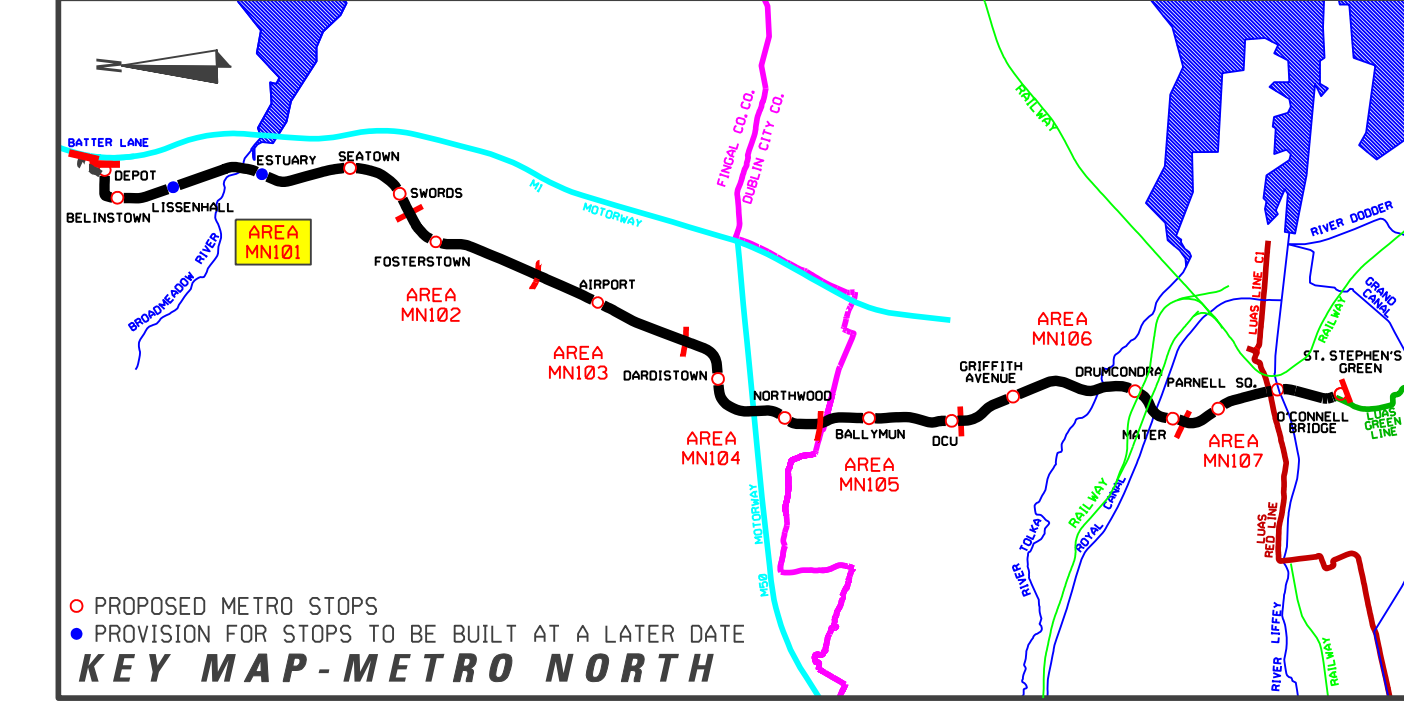 N
BATTER LANE
DEPOT
BELINSTOWN
LISSENHALL
ESTUARY
SEATOWN
SWORDS
AREA
MN101
BROADMEADOW RIVER
FOSTERSTOWN
AREA
MN102
M1
MOTORWAY
FINGAL CO.CO.
DUBLIN CITY CO.
AIRPORT
AREA
MN103
DARDISTOWN
NORTHWOOD
AREA
MN104
BALLYMUN
AREA
MN105
DCU
GRIFFITH
AVENUE
AREA
MN106
DRUMCONDRA
MATER
PARNELL SQ.
AREA
MN107
O'CONNELL
BRIDGE
ST. STEPHEN'S
GREEN
LUAS
GREEN
LINE
RAILWAY
LUAS LINE C1
RIVER DODDER
GRAND
CANAL
RAILWAY
MOTORWAY
M50
RIVER TOLKA
RAILWAY
ROYAL CANAL
LUAS
RED LINE
RIVER LIFFEY
RAILWAY
PROPOSED METRO STOPS
PROVISION FOR STOPS TO BE BUILT AT A LATER DATE
KEY MAP-METRO NORTH